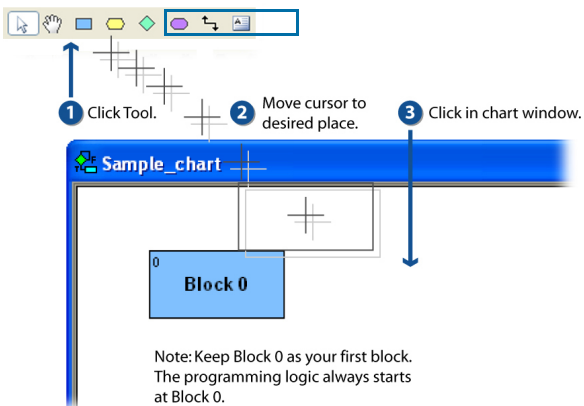 1 Click Tool.
2 Move cursor to
desired place.
3 Click in chart window.
Sample_chart
0
Block 0
Note: Keep Block 0 as your first block.
The programming logic always starts
at Block 0.